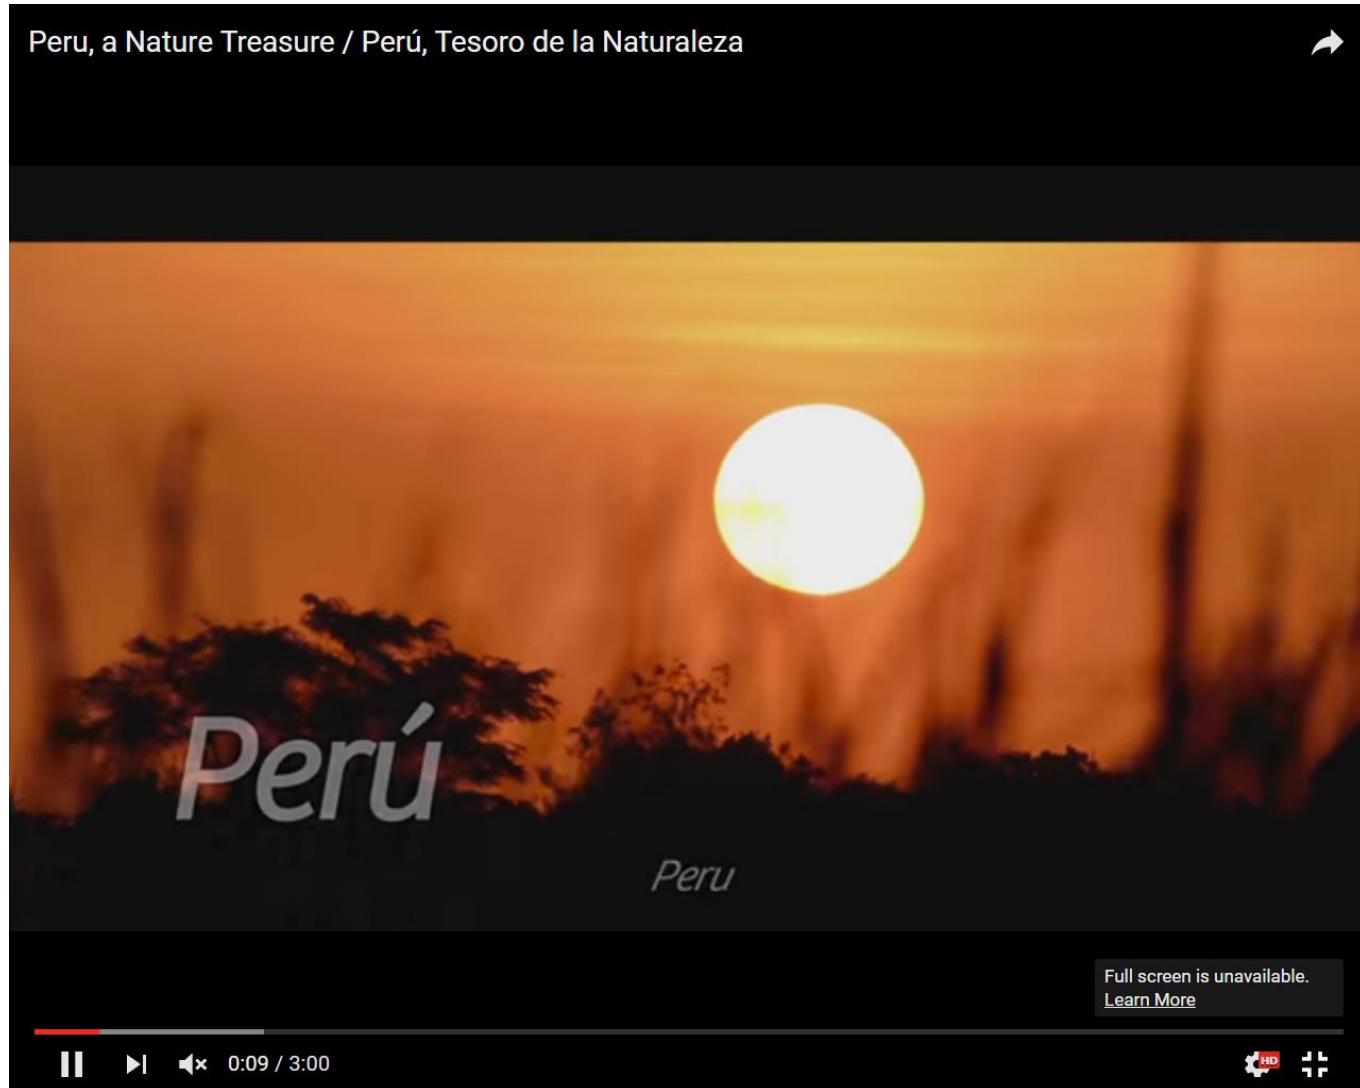 Peru, a Nature Treasure / Perú, Tesoro de la Naturaleza
Perú
Peru
Full screen is unavailable.
Learn More
0:09 / 3:00
HD